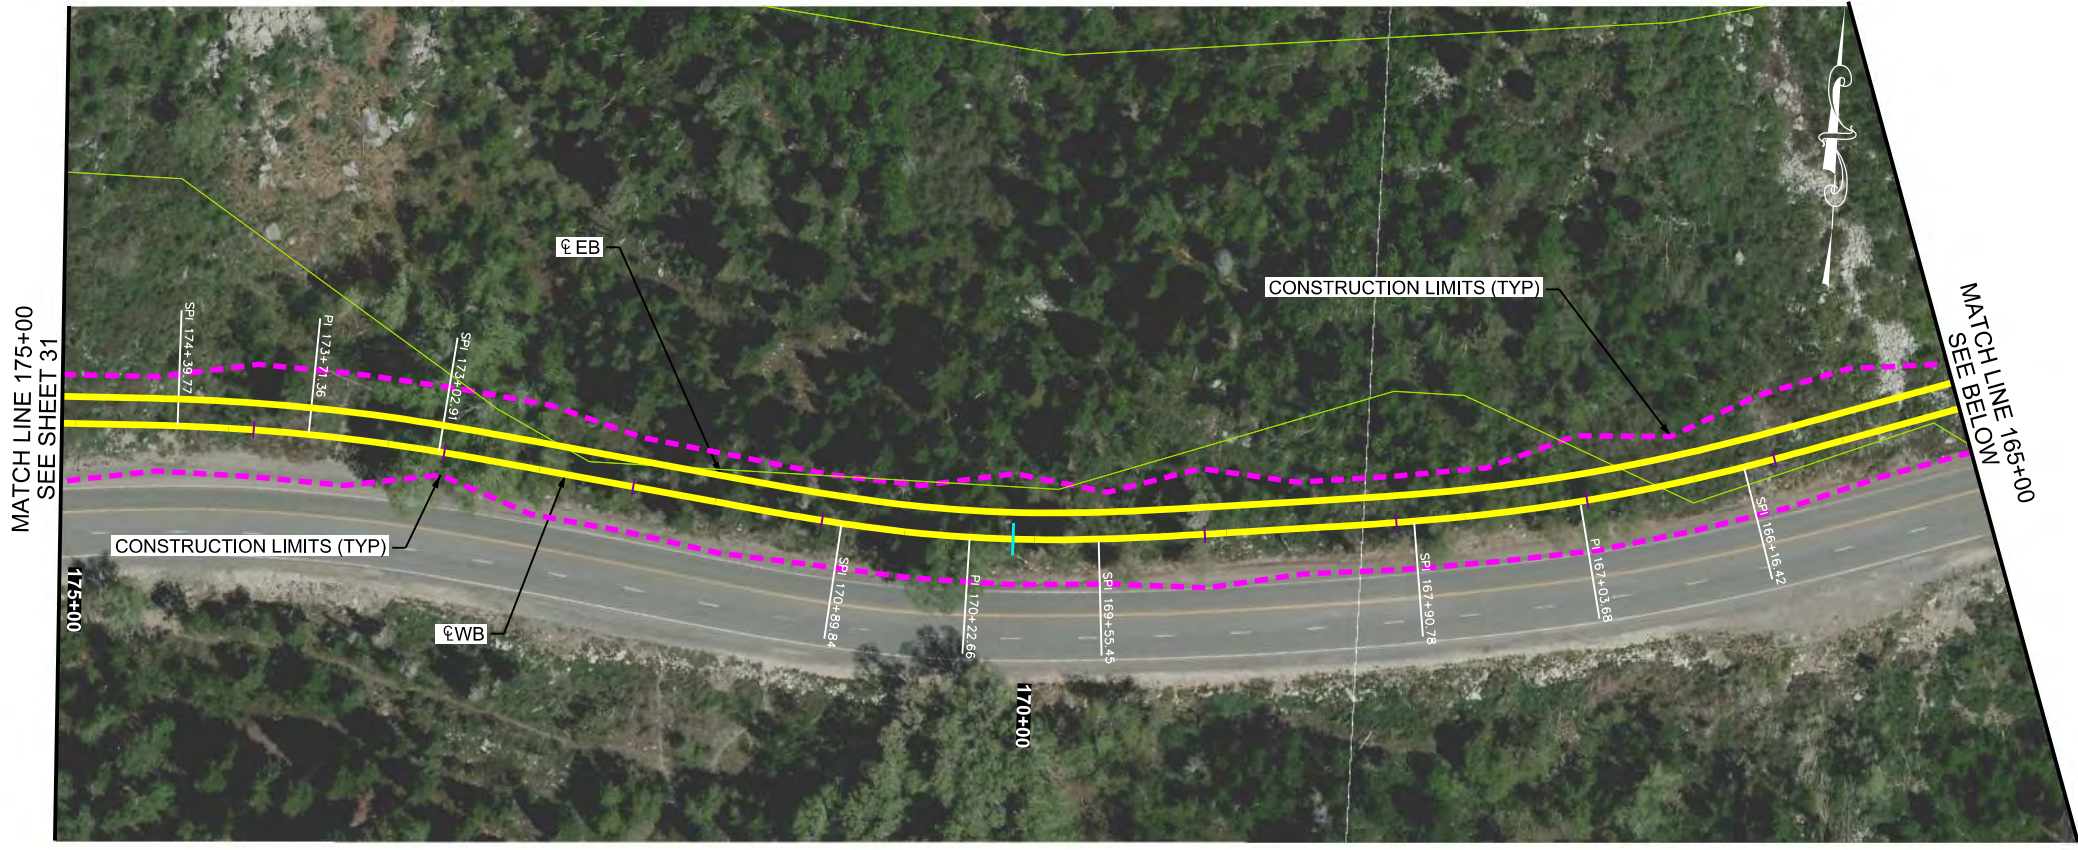 MATCH LINE 175+00
SEE SHEET 31
SPI 174+39.77
PI 173+71.36
SPI 173+02.91
℄ EB
CONSTRUCTION LIMITS (TYP)
MATCH LINE 165+00
SEE BELOW
CONSTRUCTION LIMITS (TYP)
℄ WB
SPI 170+89.84
PI 170+22.66
SPI 169+55.45
SPI 167+90.78
PI 167+03.68
SPI 166+16.42
175+00
170+00